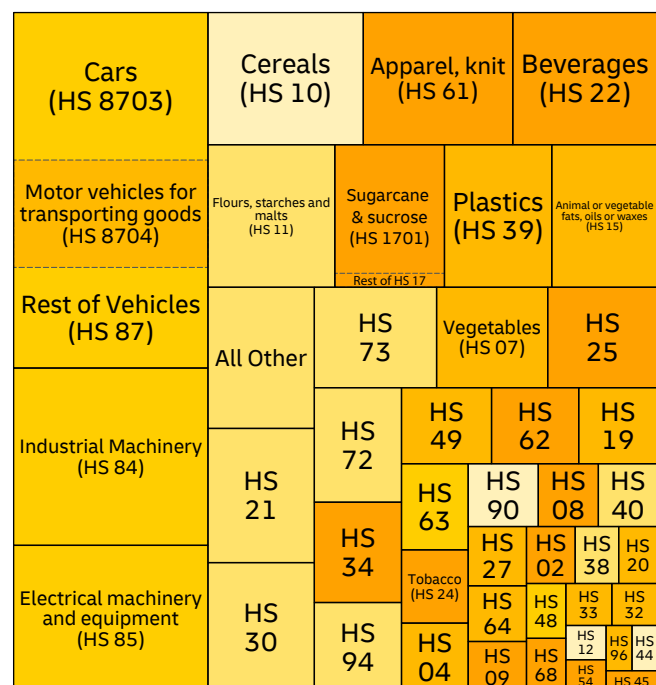 Cars
(HS 8703)
Cereals
(HS 10)
Apparel, knit
(HS 61)
Beverages
(HS 22)
Motor vehicles for
transporting goods
(HS 8704)
Flours, starches and
malts
(HS 11)
Sugarcane
& sucrose
(HS 1701)
Rest of HS 17
Plastics
(HS 39)
Animal or vegetable
fats, oils or waxes
(HS 15)
Rest of Vehicles
(HS 87)
All Other
HS
73
Vegetables
(HS 07)
HS
25
Industrial Machinery
(HS 84)
HS
21
HS
72
HS
49
HS
62
HS
19
HS
63
HS
90
HS
08
HS
40
HS
34
HS
27
HS
02
HS
38
HS
20
Electrical machinery
and equipment
(HS 85)
HS
30
HS
94
Tobacco
(HS 24)
HS
04
HS
64
HS
48
HS
33
HS
32
HS
09
HS
68
HS
12
HS
96
HS
44
HS
54
HS 45